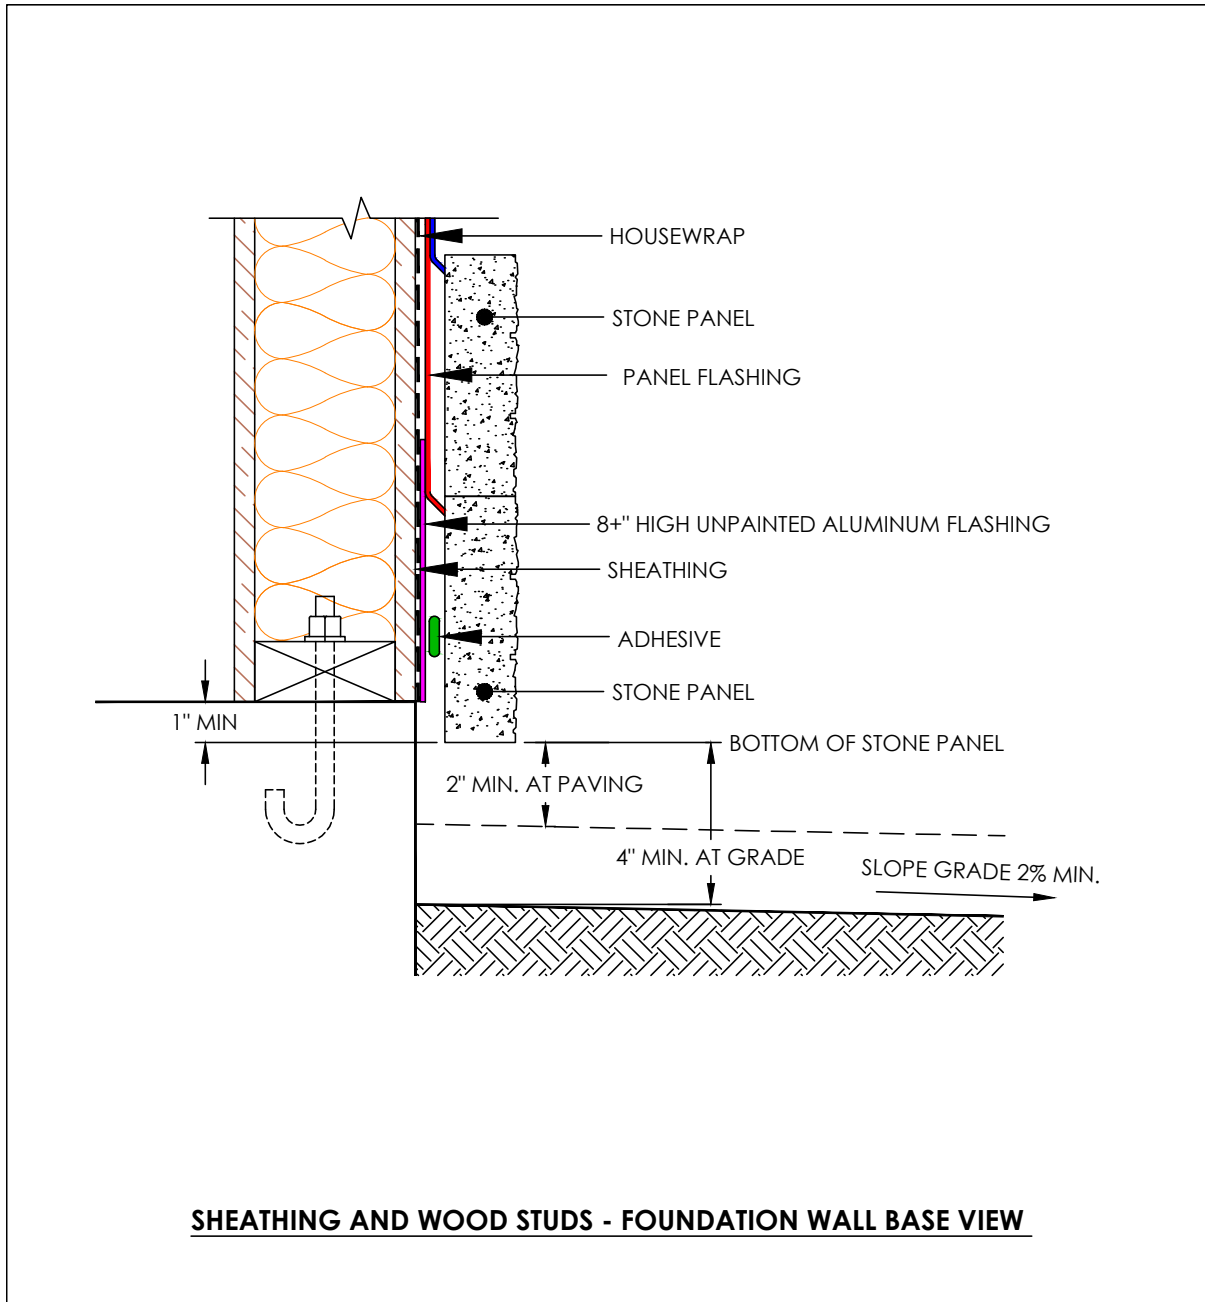 HOUSEWRAP
STONE PANEL
PANEL FLASHING
8+" HIGH UNPAINTED ALUMINUM FLASHING
SHEATHING
ADHESIVE
STONE PANEL
1" MIN
BOTTOM OF STONE PANEL
2" MIN. AT PAVING
4" MIN. AT GRADE
SLOPE GRADE 2% MIN.
SHEATHING AND WOOD STUDS - FOUNDATION WALL BASE VIEW